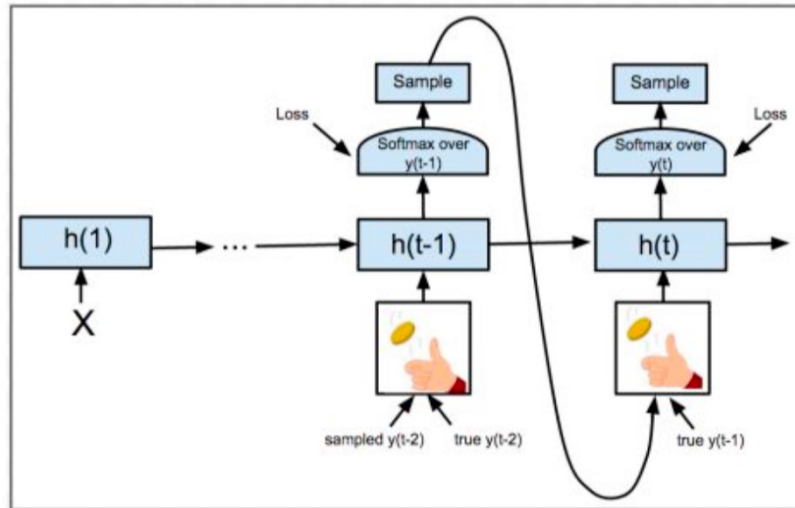 Sample
Sample
Loss
Loss
Softmax over
y(t-1)
Softmax over
y(t)
h(1)
...
h(t-1)
h(t)
X
sampled y(t-2)
true y(t-2)
true y(t-1)